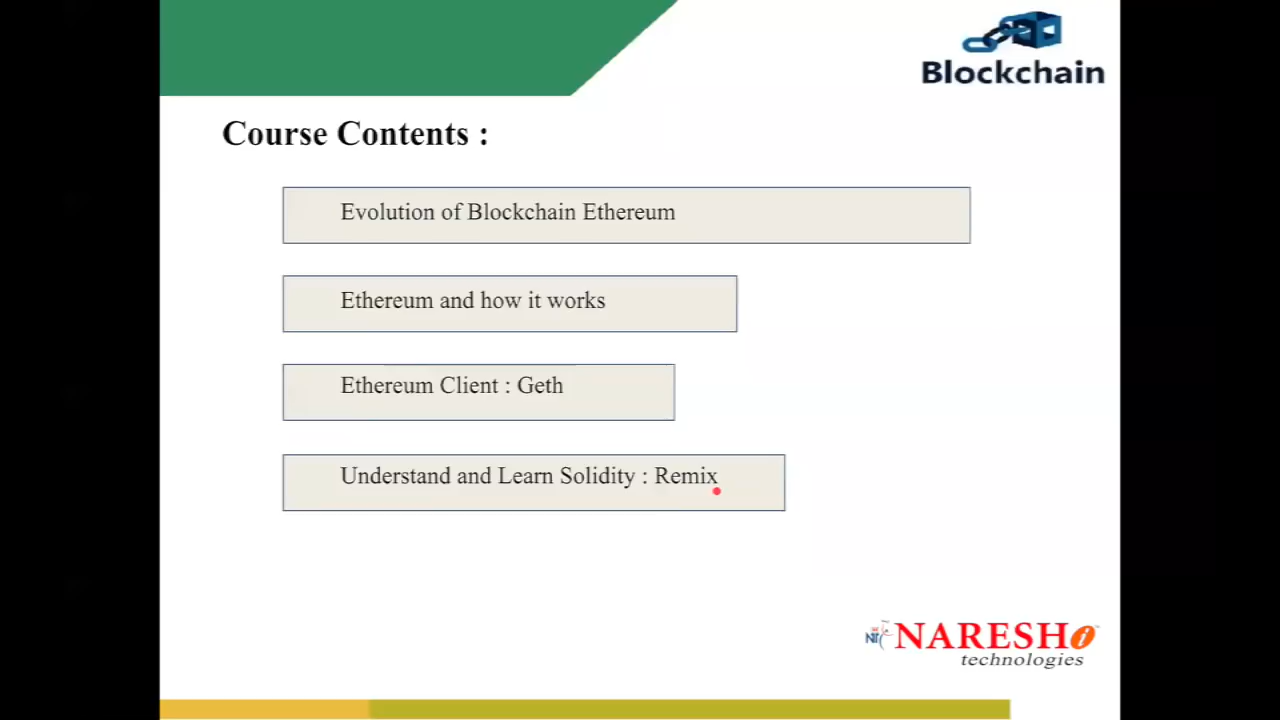 Blockchain
Course Contents :
Evolution of Blockchain Ethereum
Ethereum and how it works
Ethereum Client : Geth
Understand and Learn Solidity : Remix
NARESH i
technologies